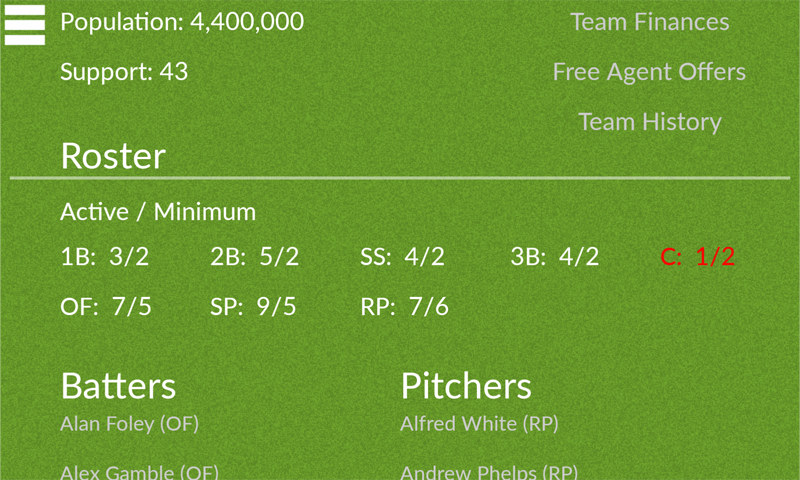 Population: 4,400,000
Team Finances
Support: 43
Free Agent Offers
Team History
Roster
Active / Minimum
1B: 3/2 2B: 5/2 SS: 4/2 3B: 4/2 C: 1/2
OF: 7/5 SP: 9/5 RP: 7/6
Batters
Pitchers
Alan Foley (OF)
Alfred White (RP)
Alex Gamble (OF)
Andrew Phelps (RP)